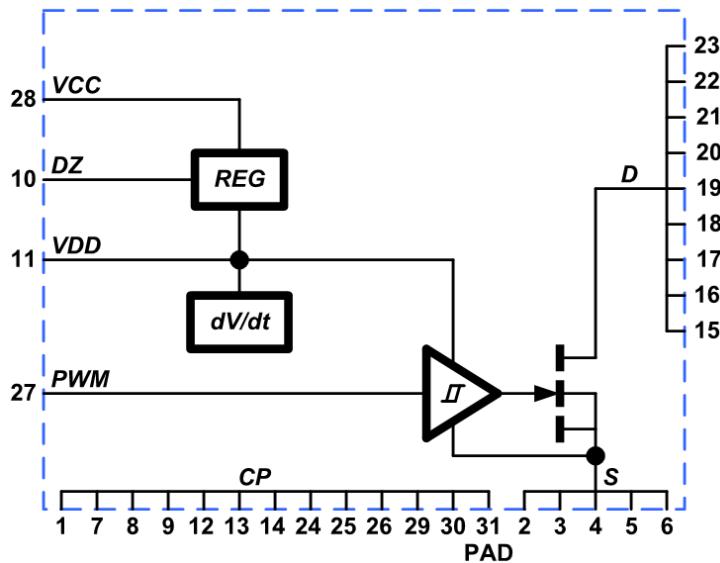 23
28 VCC
22
21
20
10 DZ
REG
D 19
18
11 VDD
17
16
dV/dt
15
27 PWM
CP
S
1 7 8 9 12 13 14 24 25 26 29 30 31 2 3 4 5 6
PAD